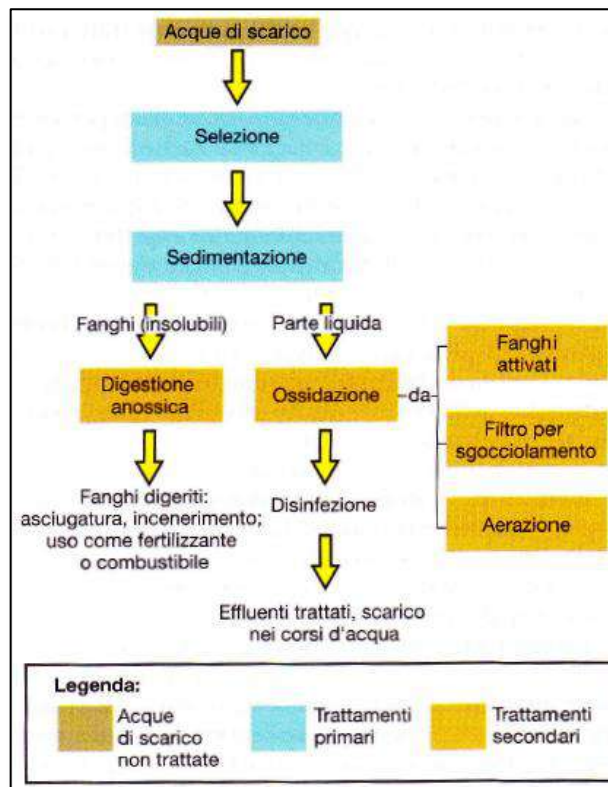 Acque di scarico
Selezione
Sedimentazione
Fanghi (insolubili)
Parte liquida
Digestione
anossica
Ossidazione
da
Fanghi
attivati
Filtro per
sgocciolamento
Aerazione
Fanghi digeriti:
asciugatura, incenerimento;
uso come fertilizzante
o combustibile
Disinfezione
Effluenti trattati, scarico
nei corsi d'acqua
Legenda:
Acque
di scarico
non trattate
Trattamenti
primari
Trattamenti
secondari